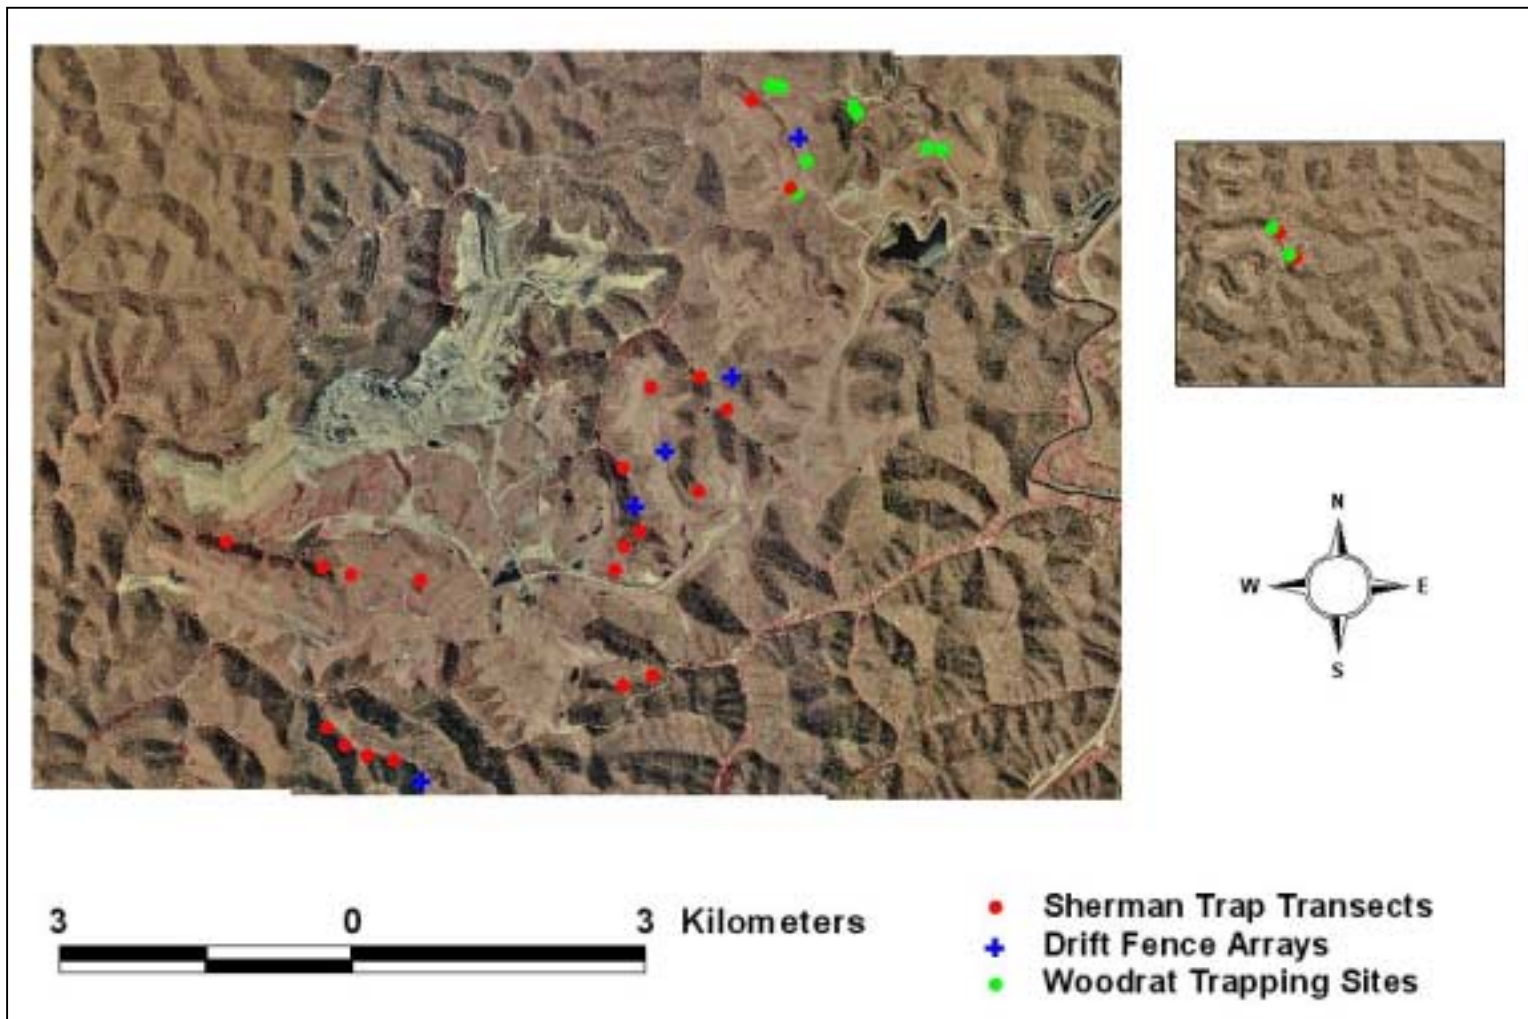 N
W E
S
3 0 3 Kilometers
Sherman Trap Transects
Drift Fence Arrays
Woodrat Trapping Sites